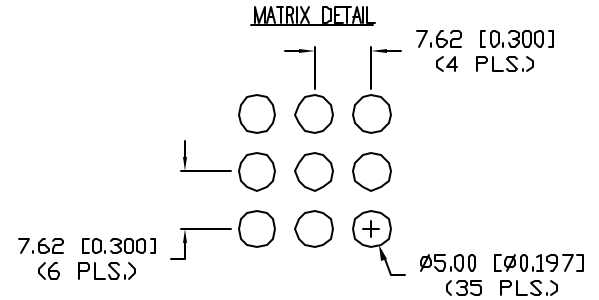 MATRIX DETAIL
7.62 [0.300]
(4 PLS.)
7.62 [0.300]
(6 PLS.)
Ø5.00 [Ø0.197]
(35 PLS.)